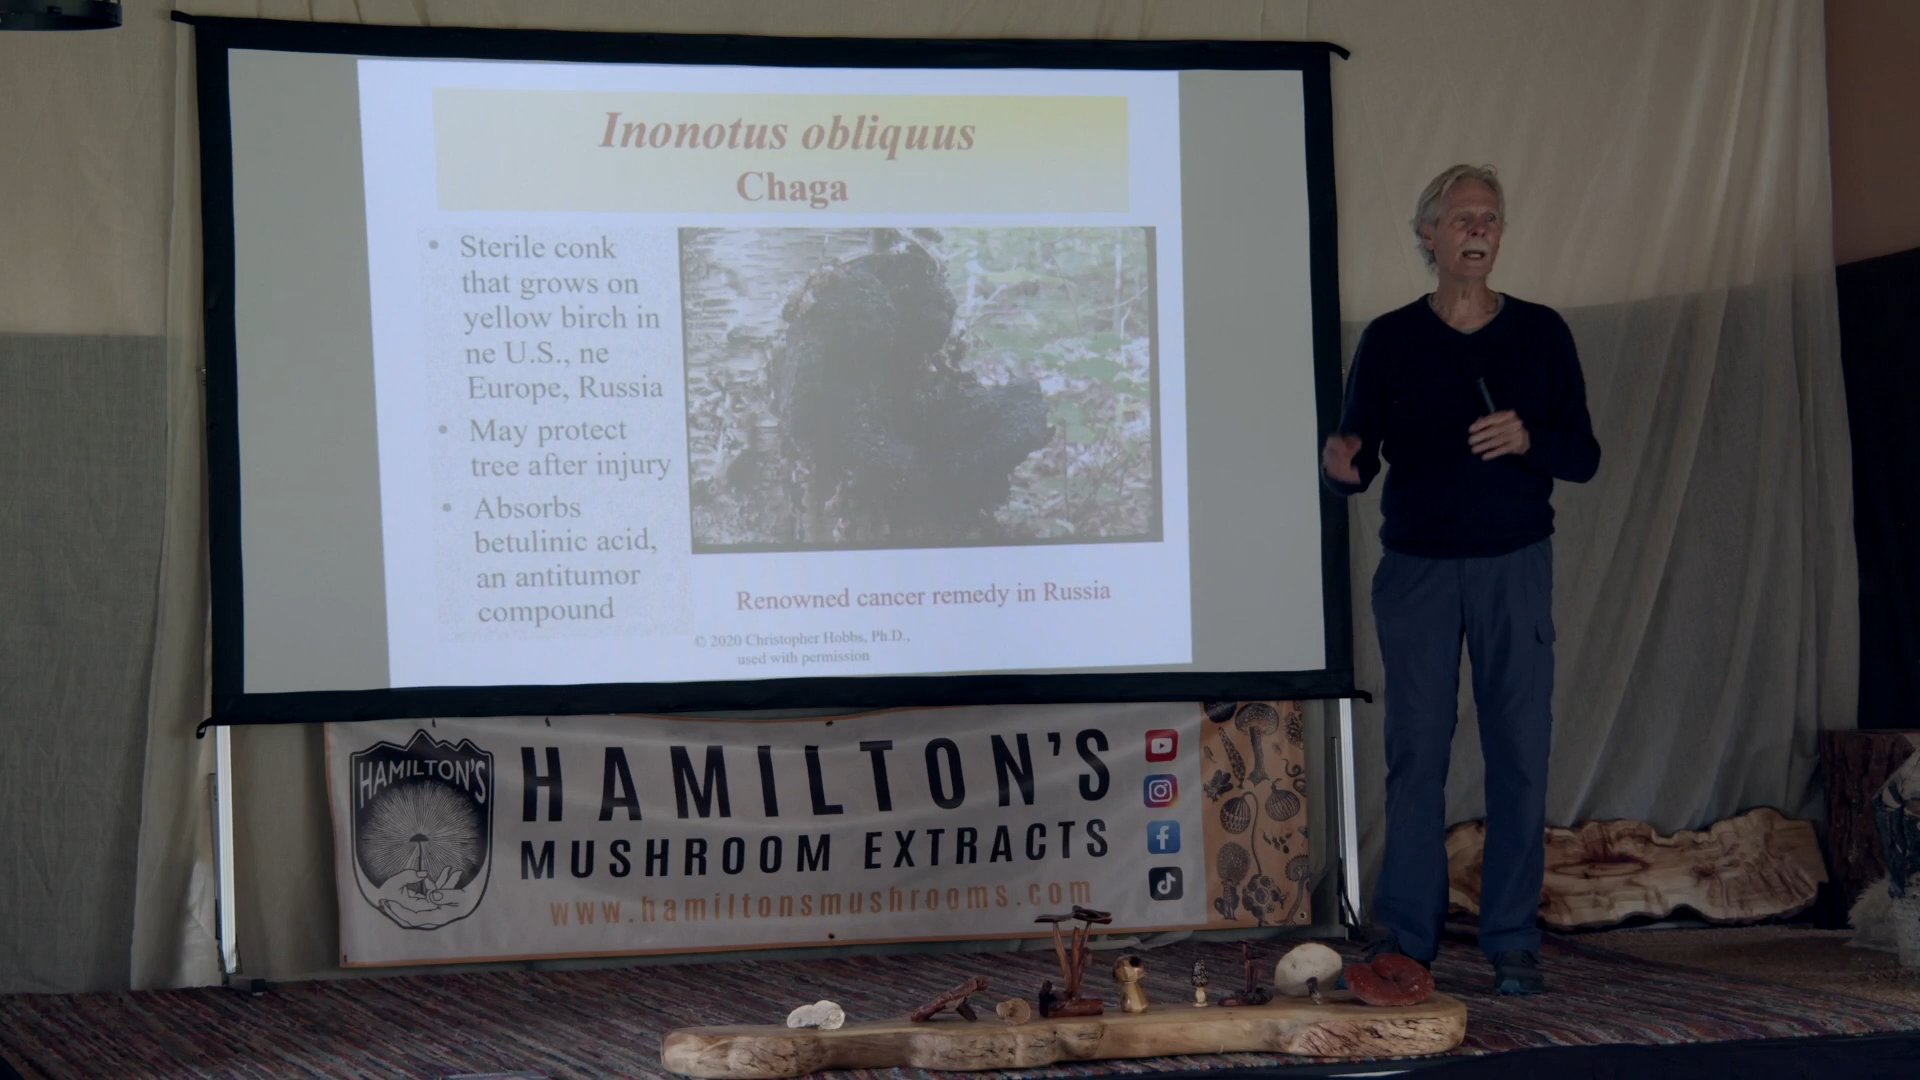 Inonotus obliquus
Chaga
• Sterile conk
that grows on
yellow birch in
ne U.S., ne
Europe, Russia
• May protect
tree after injury
• Absorbs
betulinic acid,
an antitumor
compound
Renowned cancer remedy in Russia
© 2020 Christopher Hobbs, Ph.D.,
used with permission
HAMILTON'S
HAMILTON'S
MUSHROOM EXTRACTS
www.hamiltonsmushrooms.com